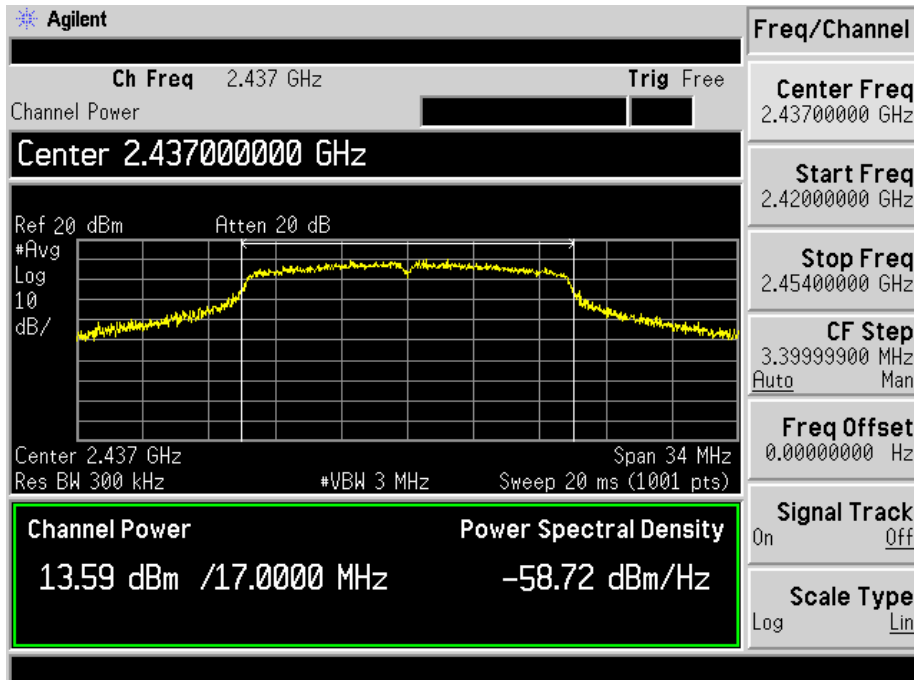 Agilent
Freq/Channel
Ch Freq 2.437 GHz Trig Free
Channel Power
Center 2.437000000 GHz
Ref 20 dBm Atten 20 dB
#Avg
Log
10
dB/
Center 2.437 GHz Span 34 MHz
Res BW 300 kHz #VBW 3 MHz Sweep 20 ms (1001 pts)
Channel Power Power Spectral Density
13.59 dBm /17.0000 MHz -58.72 dBm/Hz
Center Freq
2.43700000 GHz
Start Freq
2.42000000 GHz
Stop Freq
2.45400000 GHz
CF Step
3.39999900 MHz
Auto Man
Freq Offset
0.00000000 Hz
Signal Track
On Off
Scale Type
Log Lin